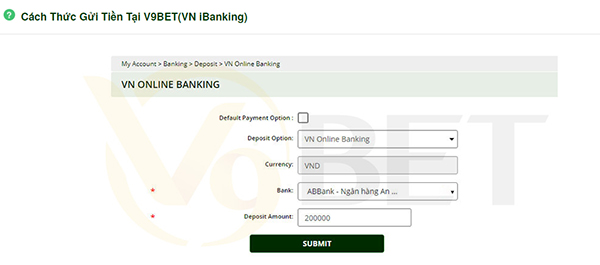 Cách Thức Gửi Tiền Tại V9BET(VN iBanking)
My Account > Banking > Deposit > VN Online Banking
VN ONLINE BANKING
Default Payment Option :
Deposit Option: VN Online Banking
Currency: VND
* Bank: ABBank - Ngân hàng An ...
* Deposit Amount: 200000
SUBMIT
V9BET